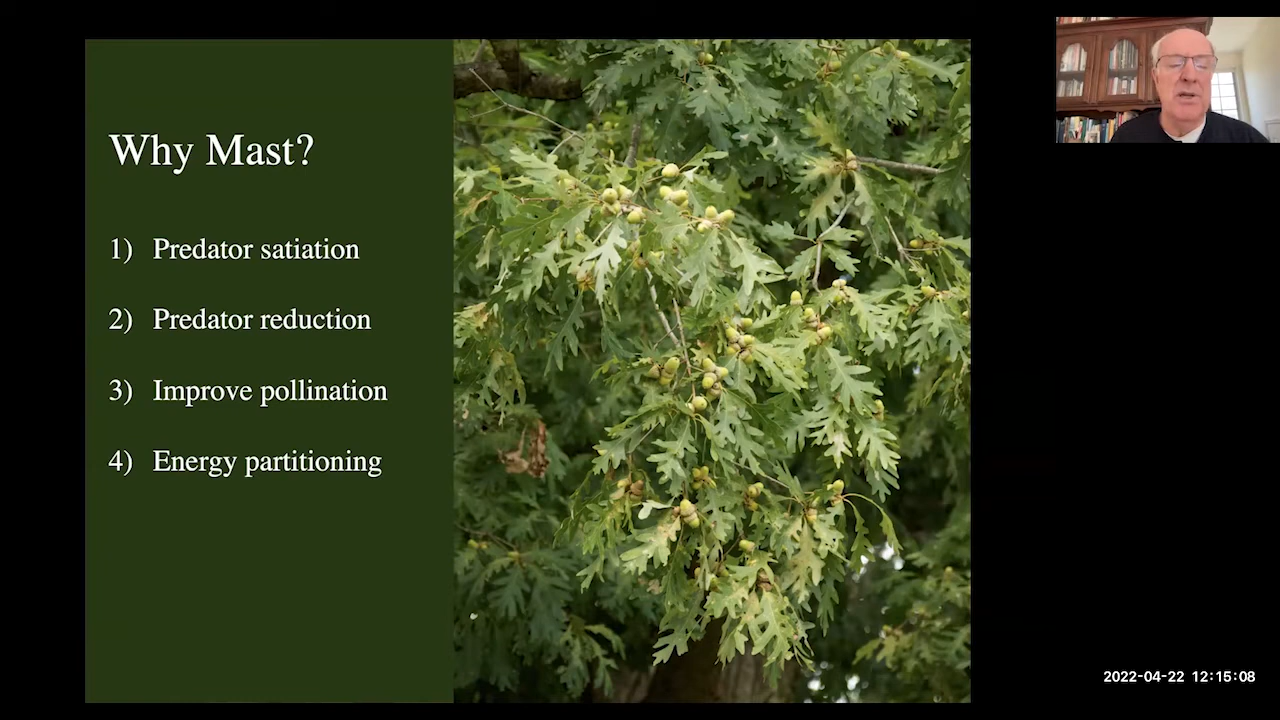 Why Mast?
1) Predator satiation
2) Predator reduction
3) Improve pollination
4) Energy partitioning
2022-04-22 12:15:08